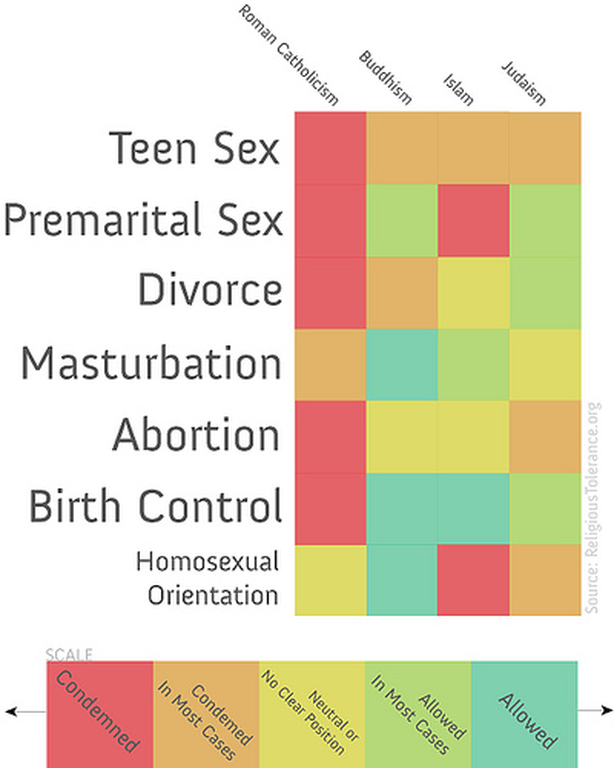 Roman Catholicism
Buddhism
Islam
Judaism
Teen Sex
Premarital Sex
Divorce
Masturbation
Abortion
Birth Control
Homosexual
Orientation
Source: ReligiousTolerance.org
SCALE
Condemned
Condemed
In Most Cases
Neutral or
No Clear Position
Allowed
In Most Cases
Allowed